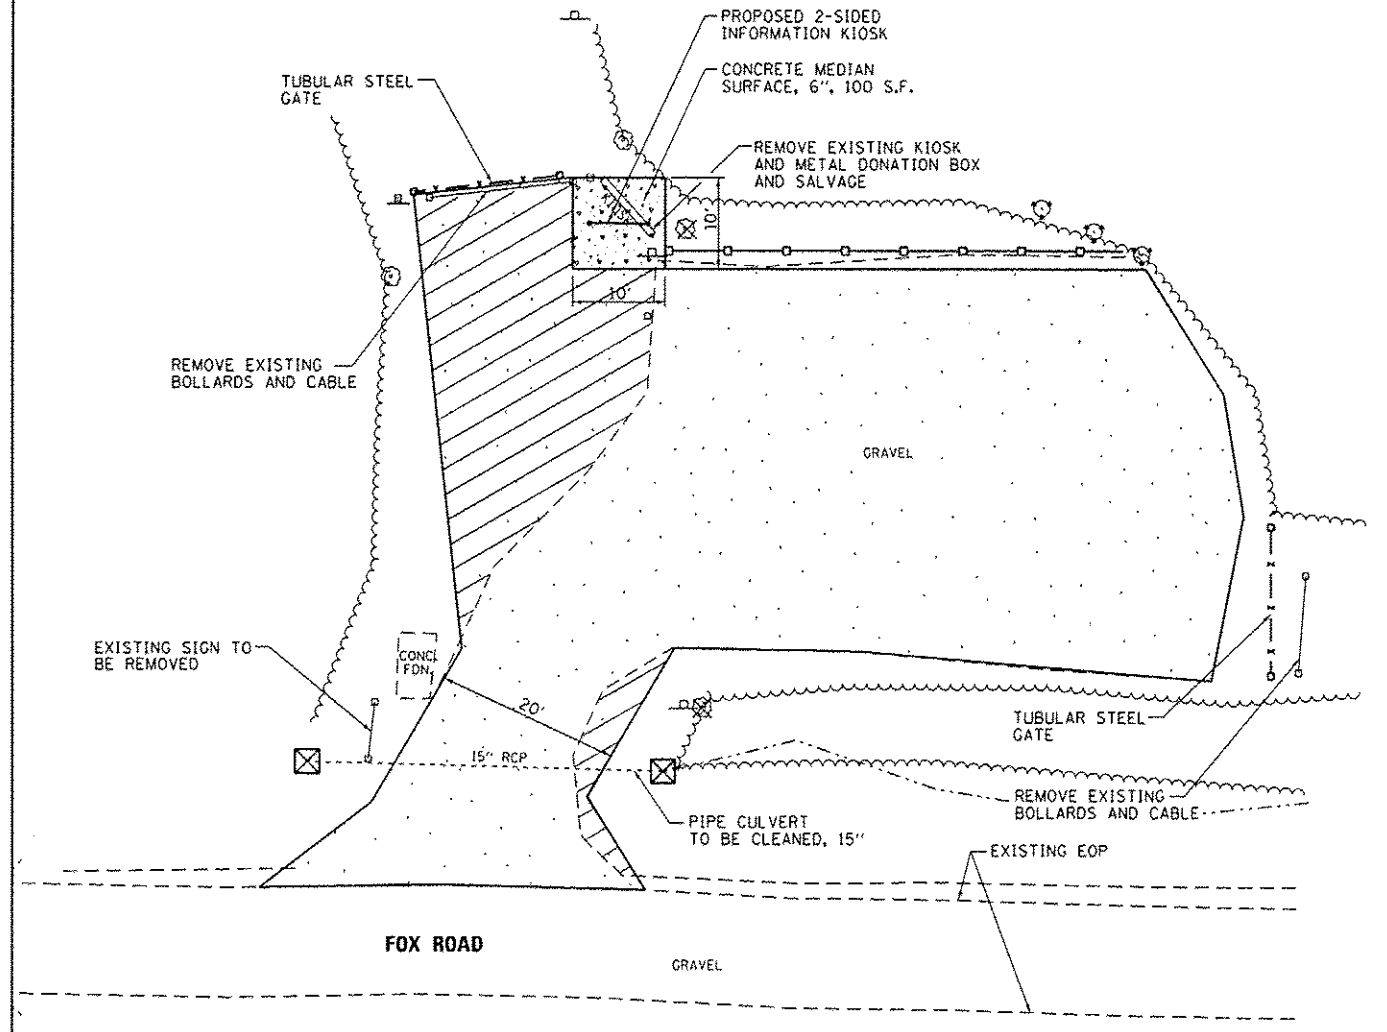 PROPOSED 2-SIDED
INFORMATION KIOSK
CONCRETE MEDIAN
SURFACE, 6", 100 S.F.
TUBULAR STEEL
GATE
REMOVE EXISTING KIOSK
AND METAL DONATION BOX
AND SALVAGE
10'
10'
REMOVE EXISTING
BOLLARDS AND CABLE
GRAVEL
EXISTING SIGN TO
BE REMOVED
CONC.
FDN.
20'
15" RCP
TUBULAR STEEL
GATE
REMOVE EXISTING
BOLLARDS AND CABLE
PIPE CULVERT
TO BE CLEANED, 15"
EXISTING EOP
FOX ROAD
GRAVEL